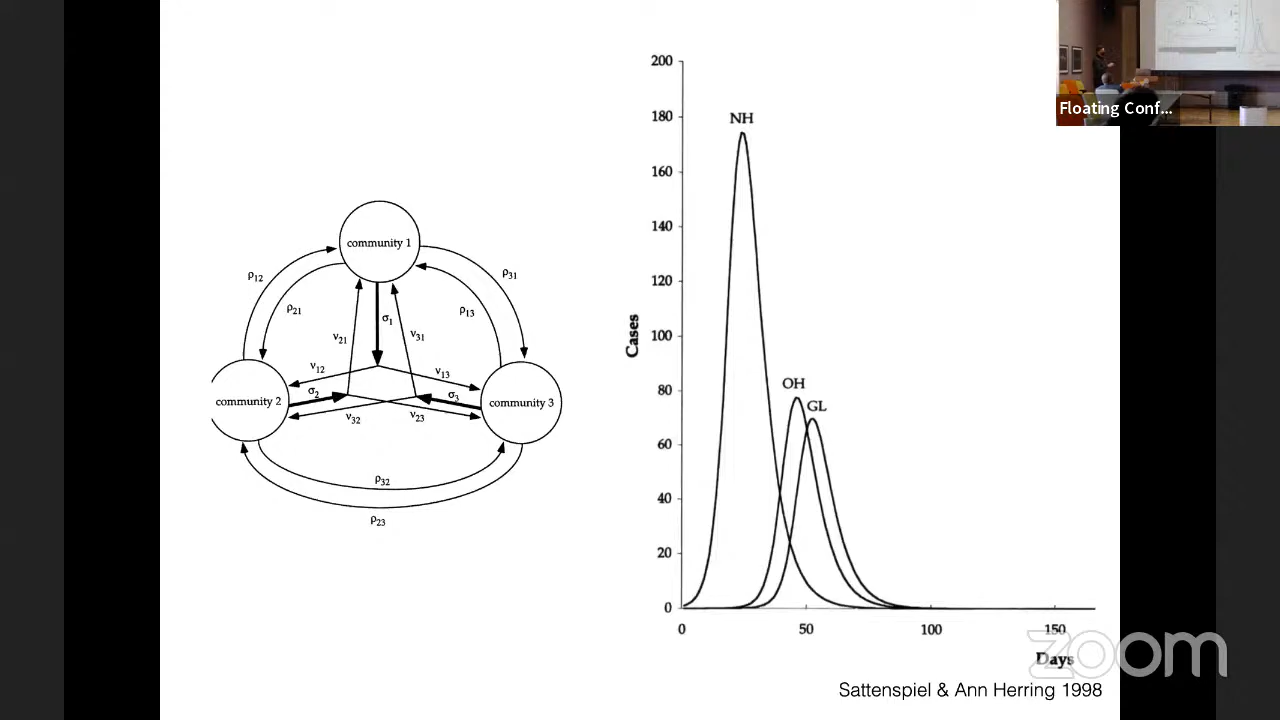 Floating Conf...
community 1
ρ12
ρ21
ρ31
ρ13
σ1
ν21
ν31
ν12
ν13
community 2
σ2
σ3
community 3
ν32
ν23
ρ32
ρ23
200
180
160
140
120
100
80
60
40
20
0
Cases
NH
OH
GL
0
50
100
150
Days
zoom
Sattenspiel & Ann Herring 1998